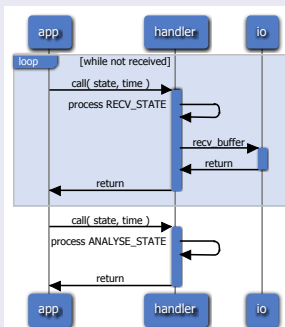 app handler io
loop [while not received]
call( state, time )
process RECV_STATE
recv_buffer
return
return
call( state, time )
process ANALYSE_STATE
return
app handler io